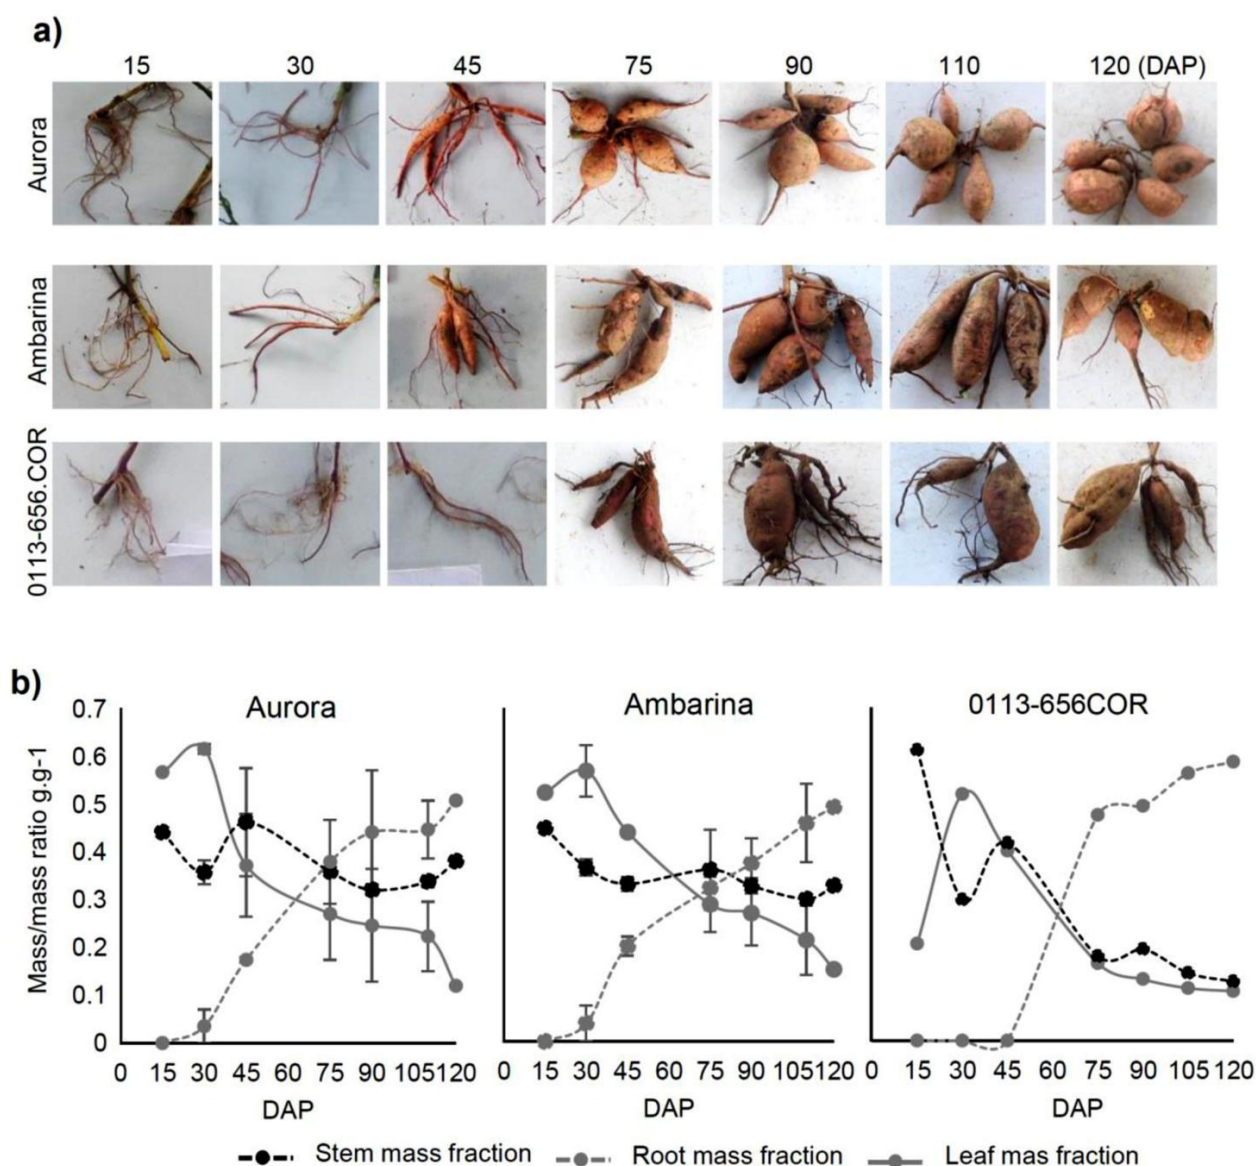 a)
15 30 45 75 90 110 120 (DAP)
Aurora
Ambarina
0113-656.COR
b)
Aurora Ambarina 0113-656COR
Mass/mass ratio g.g-1
0.7
0.6
0.5
0.4
0.3
0.2
0.1
0
0 15 30 45 60 75 90 105120 0 15 30 45 60 75 90 105120 0 15 30 45 60 75 90 105 120
DAP DAP DAP
Stem mass fraction Root mass fraction Leaf mas fraction